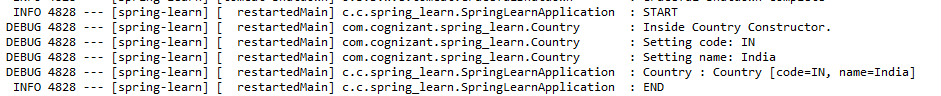 INFO 4828 --- [spring-learn] [  restartedMain] c.c.spring_learn.SpringLearnApplication  : START
DEBUG 4828 --- [spring-learn] [  restartedMain] com.cognizant.spring_learn.Country       : Inside Country Constructor.
DEBUG 4828 --- [spring-learn] [  restartedMain] com.cognizant.spring_learn.Country       : Setting code: IN
DEBUG 4828 --- [spring-learn] [  restartedMain] com.cognizant.spring_learn.Country       : Setting name: India
DEBUG 4828 --- [spring-learn] [  restartedMain] c.c.spring_learn.SpringLearnApplication  : Country : Country [code=IN, name=India]
INFO 4828 --- [spring-learn] [  restartedMain] c.c.spring_learn.SpringLearnApplication  : END